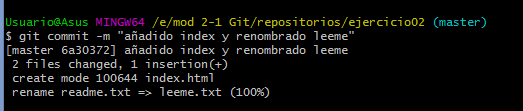 Usuario@Asus MINGW64 /e/mod 2-1 Git/repositorios/ejercicio02 (master)
$ git commit -m "añadido index y renombrado leeme"
[master 6a30372] añadido index y renombrado leeme
 2 files changed, 1 insertion(+)
 create mode 100644 index.html
 rename readme.txt => leeme.txt (100%)